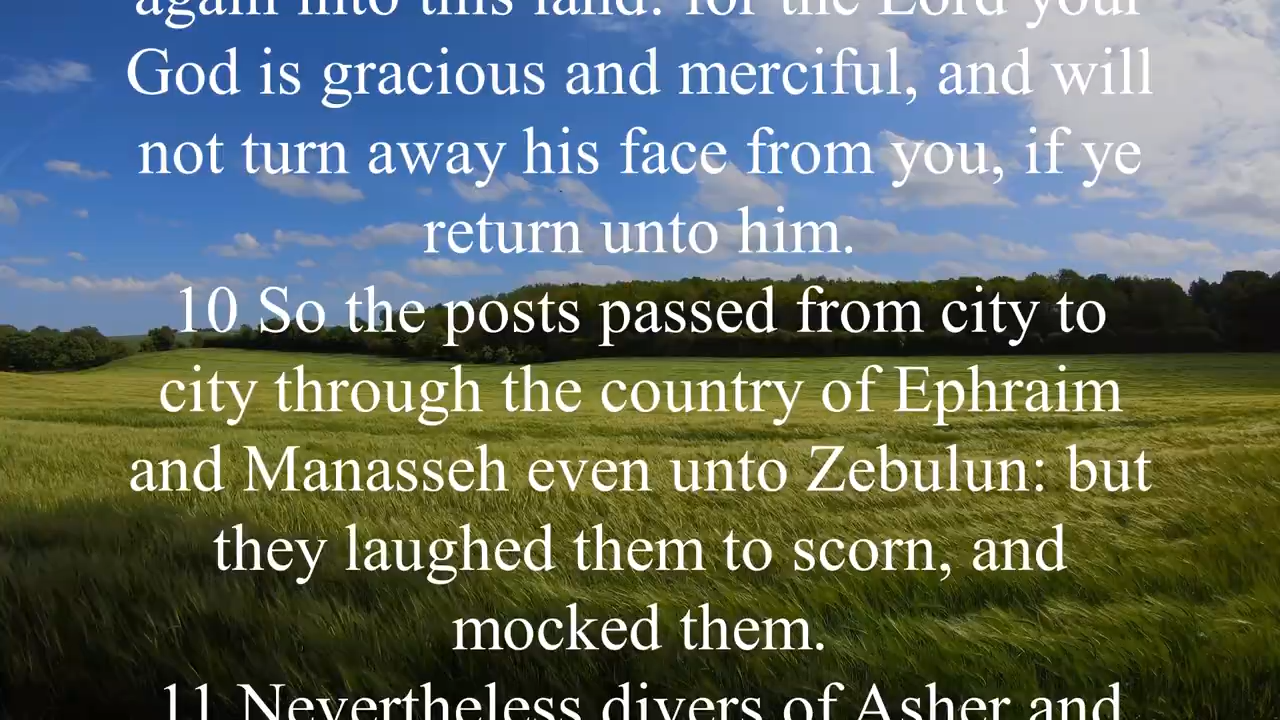 again into this land: for the Lord your
God is gracious and merciful, and will
not turn away his face from you, if ye
return unto him.
10 So the posts passed from city to
city through the country of Ephraim
and Manasseh even unto Zebulun: but
they laughed them to scorn, and
mocked them.
11 Nevertheless divers of Asher and